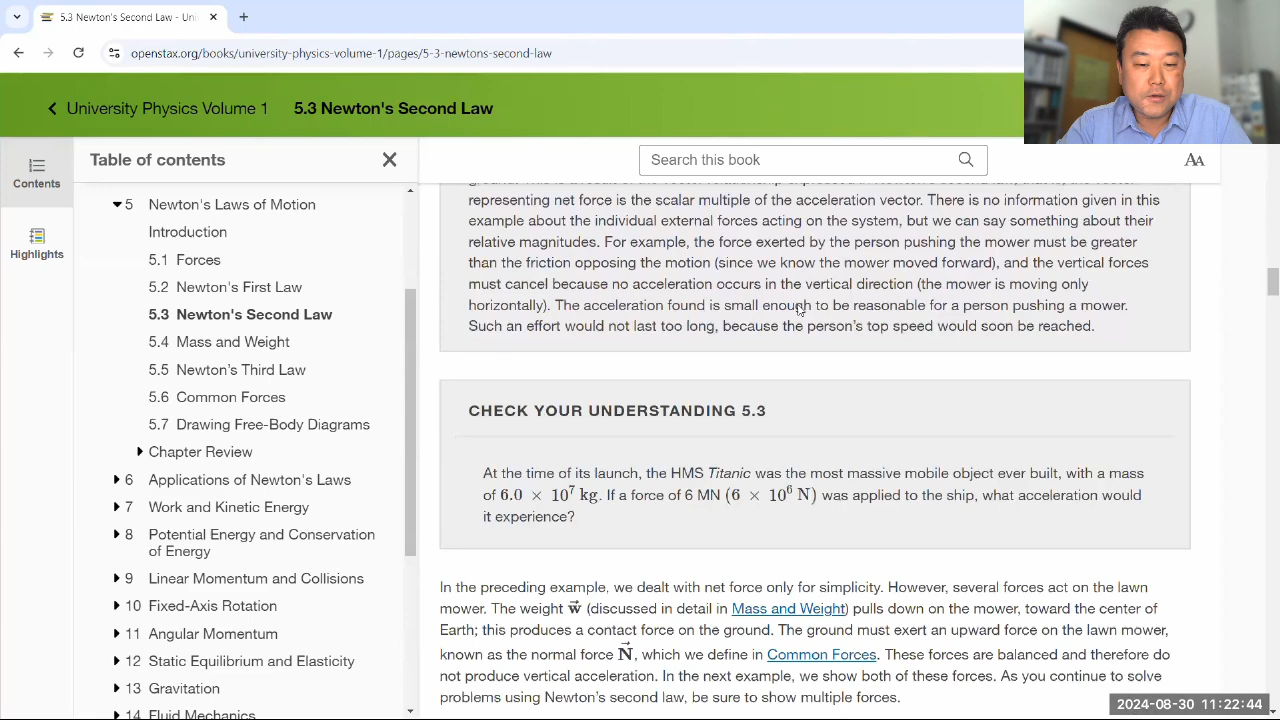 5.3 Newton's Second Law - Uni
openstax.org/books/university-physics-volume-1/pages/5-3-newtons-second-law
University Physics Volume 1
5.3 Newton's Second Law
Contents
Highlights
Table of contents
Search this book
AA
5 Newton's Laws of Motion
Introduction
5.1 Forces
5.2 Newton's First Law
5.3 Newton's Second Law
5.4 Mass and Weight
5.5 Newton's Third Law
5.6 Common Forces
5.7 Drawing Free-Body Diagrams
Chapter Review
6 Applications of Newton's Laws
7 Work and Kinetic Energy
8 Potential Energy and Conservation
of Energy
9 Linear Momentum and Collisions
10 Fixed-Axis Rotation
11 Angular Momentum
12 Static Equilibrium and Elasticity
13 Gravitation
14 Fluid Mechanics
representing net force is the scalar multiple of the acceleration vector. There is no information given in this
example about the individual external forces acting on the system, but we can say something about their
relative magnitudes. For example, the force exerted by the person pushing the mower must be greater
than the friction opposing the motion (since we know the mower moved forward), and the vertical forces
must cancel because no acceleration occurs in the vertical direction (the mower is moving only
horizontally). The acceleration found is small enough to be reasonable for a person pushing a mower.
Such an effort would not last too long, because the person's top speed would soon be reached.
CHECK YOUR UNDERSTANDING 5.3
At the time of its launch, the HMS Titanic was the most massive mobile object ever built, with a mass
of 6.0 × 10⁷ kg. If a force of 6 MN (6 × 10⁶ N) was applied to the ship, what acceleration would
it experience?
In the preceding example, we dealt with net force only for simplicity. However, several forces act on the lawn
mower. The weight w⃗ (discussed in detail in Mass and Weight) pulls down on the mower, toward the center of
Earth; this produces a contact force on the ground. The ground must exert an upward force on the lawn mower,
known as the normal force N⃗, which we define in Common Forces. These forces are balanced and therefore do
not produce vertical acceleration. In the next example, we show both of these forces. As you continue to solve
problems using Newton's second law, be sure to show multiple forces.
2024-08-30 11:22:44